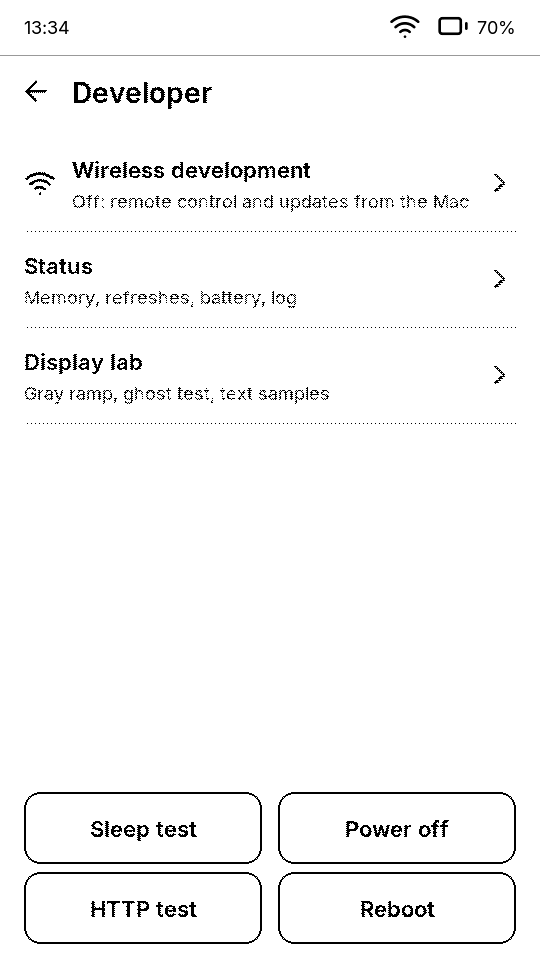 13:34 70%
Developer
Wireless development
Off: remote control and updates from the Mac
Status
Memory, refreshes, battery, log
Display lab
Gray ramp, ghost test, text samples
Sleep test Power off
HTTP test Reboot